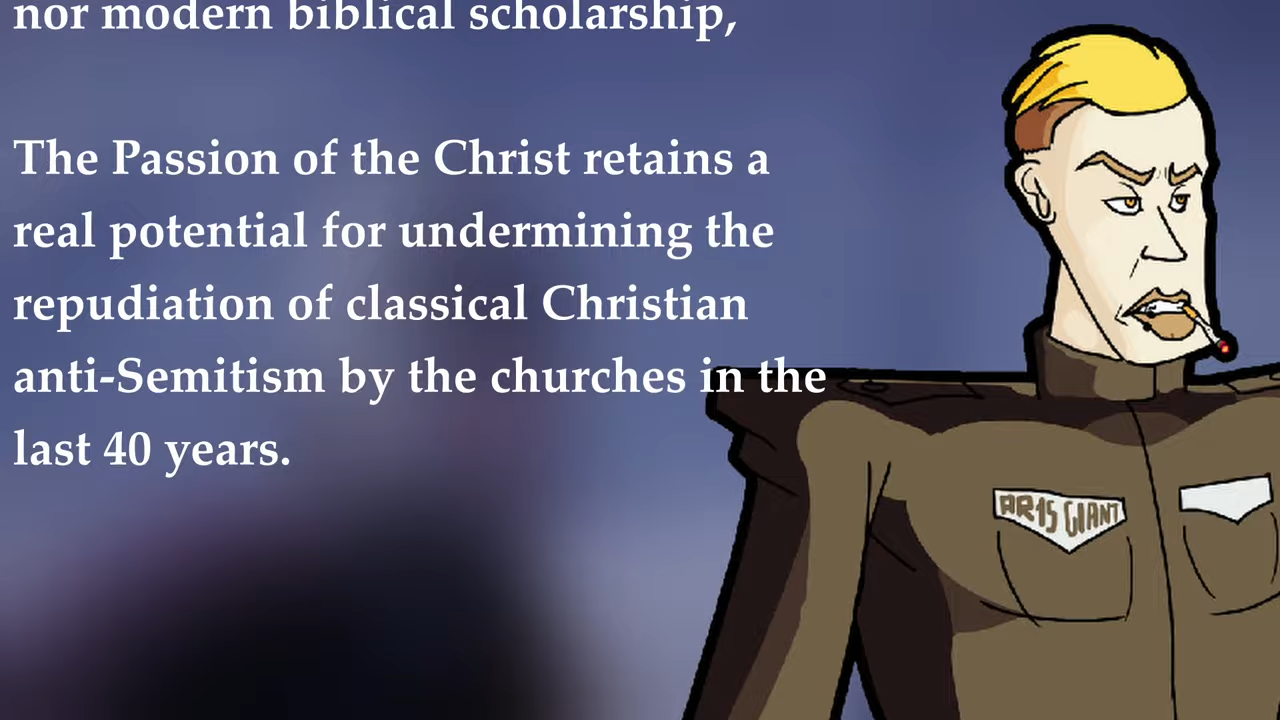 nor modern biblical scholarship,
The Passion of the Christ retains a
real potential for undermining the
repudiation of classical Christian
anti-Semitism by the churches in the
last 40 years.
GIANT